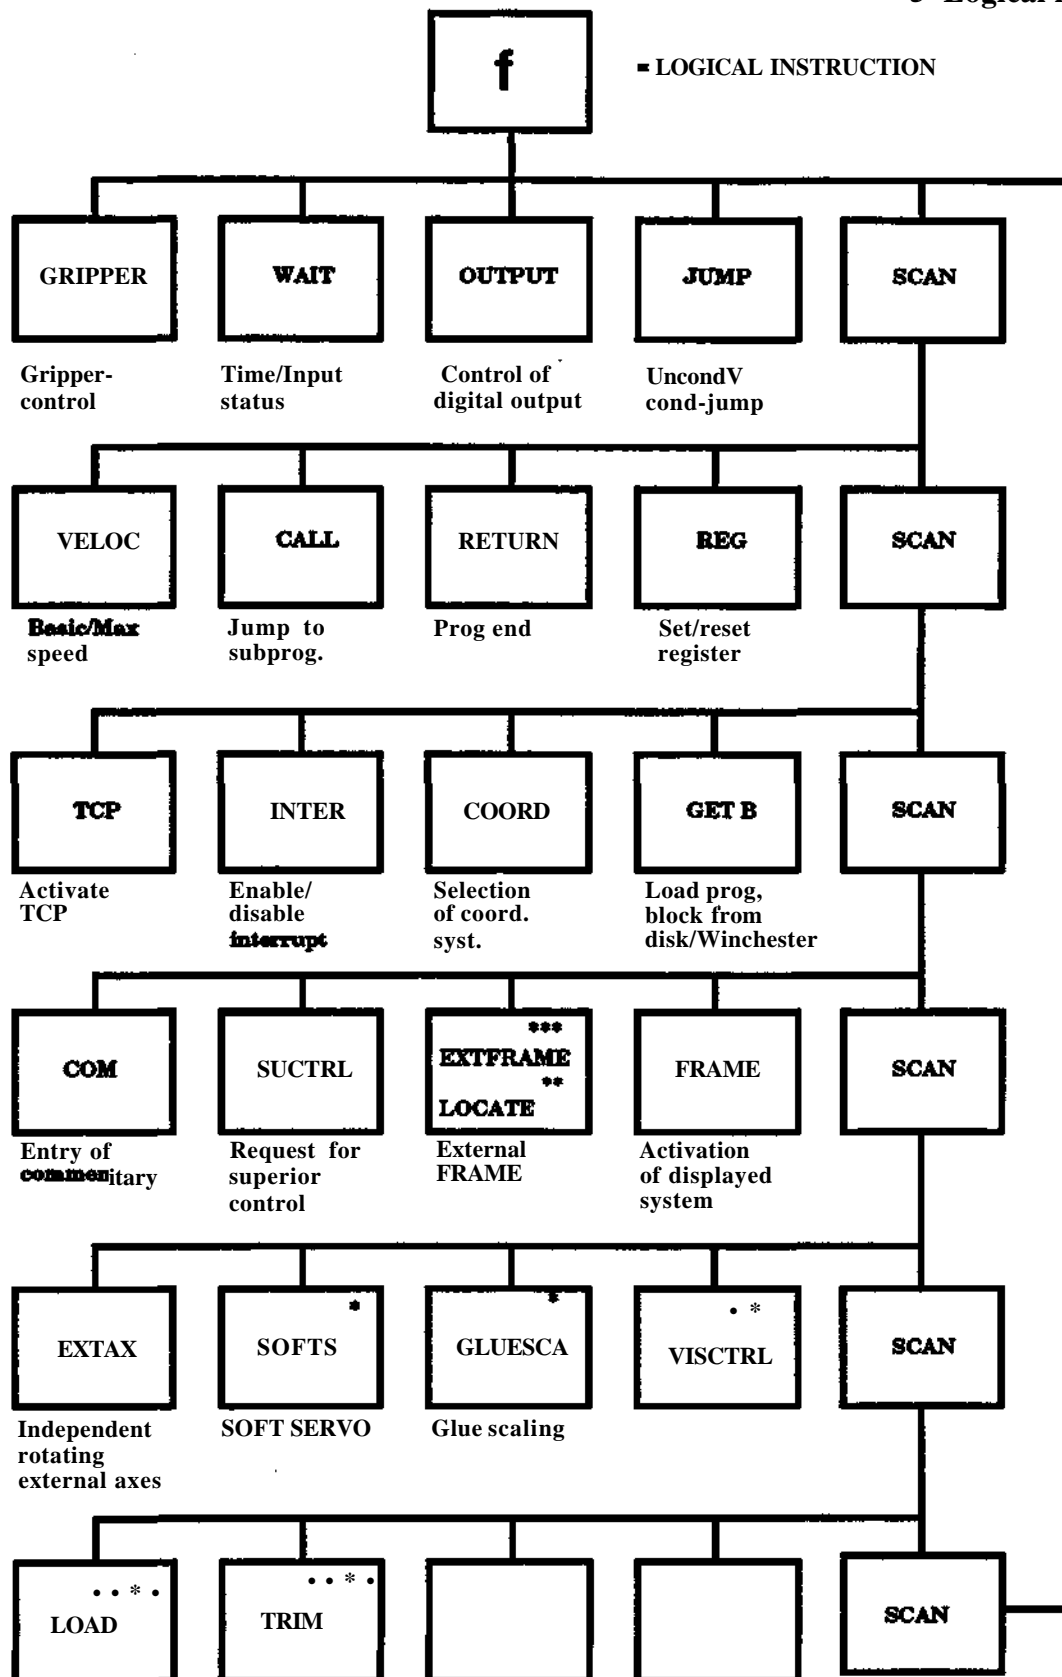 f
= LOGICAL INSTRUCTION
GRIPPER WAIT OUTPUT JUMP SCAN
Gripper-
control
Time/Input
status
Control of
digital output
UncondV
cond-jump
VELOC CALL RETURN REG SCAN
Basic/Max
speed
Jump to
subprog.
Prog end
Set/reset
register
TCP INTER COORD GET B SCAN
Activate
TCP
Enable/
disable
interrupt
Selection
of coord.
syst.
Load prog,
block from
disk/Winchester
COM SUCTRL
***
EXTFRAME
**
LOCATE
FRAME SCAN
Entry of
commenitary
Request for
superior
control
External
FRAME
Activation
of displayed
system
EXTAX
*
SOFTS
*
GLUESCA
. *
VISCTRL
SCAN
Independent
rotating
external axes
SOFT SERVO
Glue scaling
• • * •
LOAD
• • * •
TRIM
SCAN